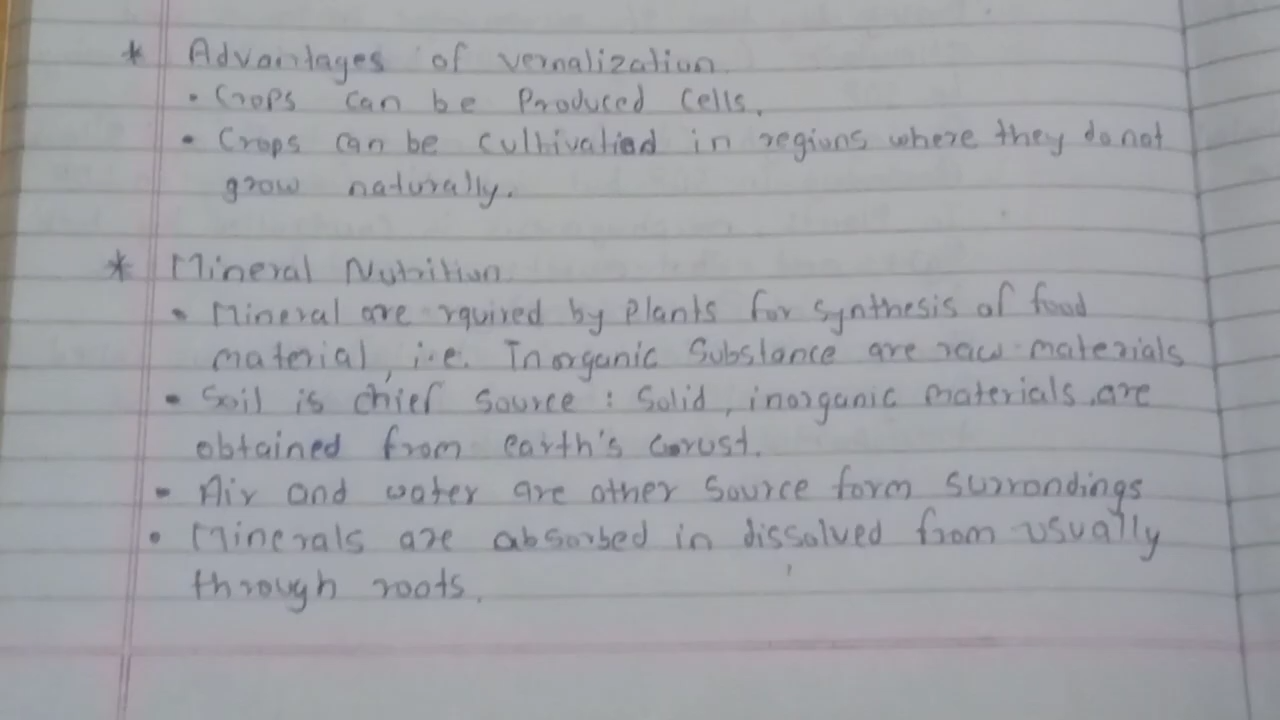 * Advantages of vernalization.
• Crops can be Produced Cells.
• Crops can be cultivatied in regions where they do not
grow naturally.
* Mineral Nutrition.
• Mineral are rquired by Plants for synthesis of food
material, i.e. Inorganic Substance are raw materials
• Soil is chief source : Solid, inorganic materials are
obtained from earth's crust.
• Air and water are other source form surrondings
• Minerals are absorbed in dissolved from usually
through roots.